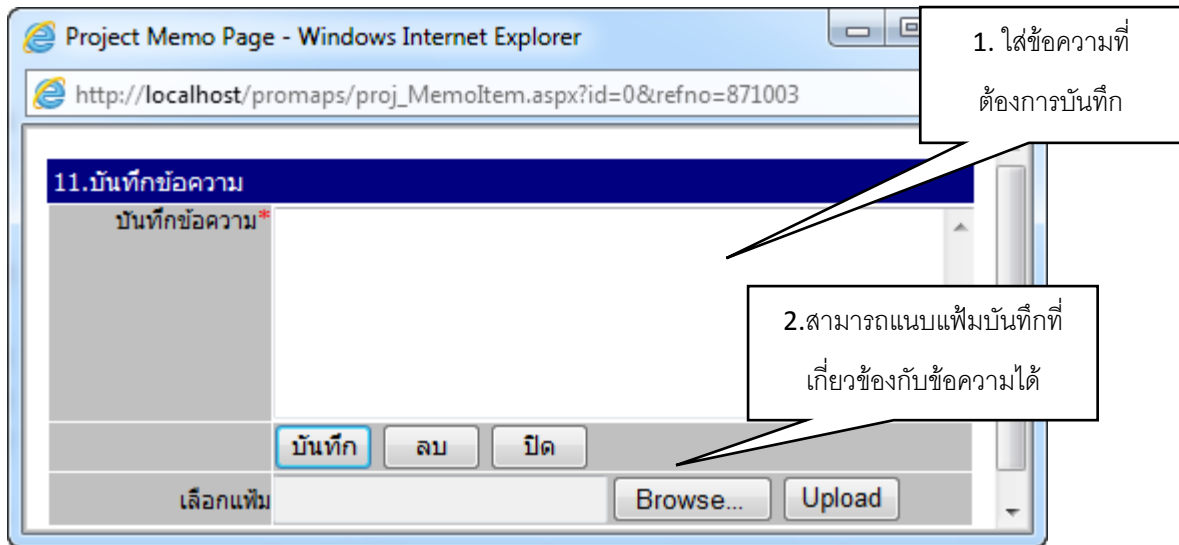 Project Memo Page - Windows Internet Explorer
http://localhost/promaps/proj_MemoItem.aspx?id=0&refno=871003
1. ใส่ข้อความที่
ต้องการบันทึก
11.บันทึกข้อความ
บันทึกข้อความ*
2.สามารถแนบแฟ้มบันทึกที่
เกี่ยวข้องกับข้อความได้
บันทึก ลบ ปิด
เลือกแฟ้ม Browse... Upload